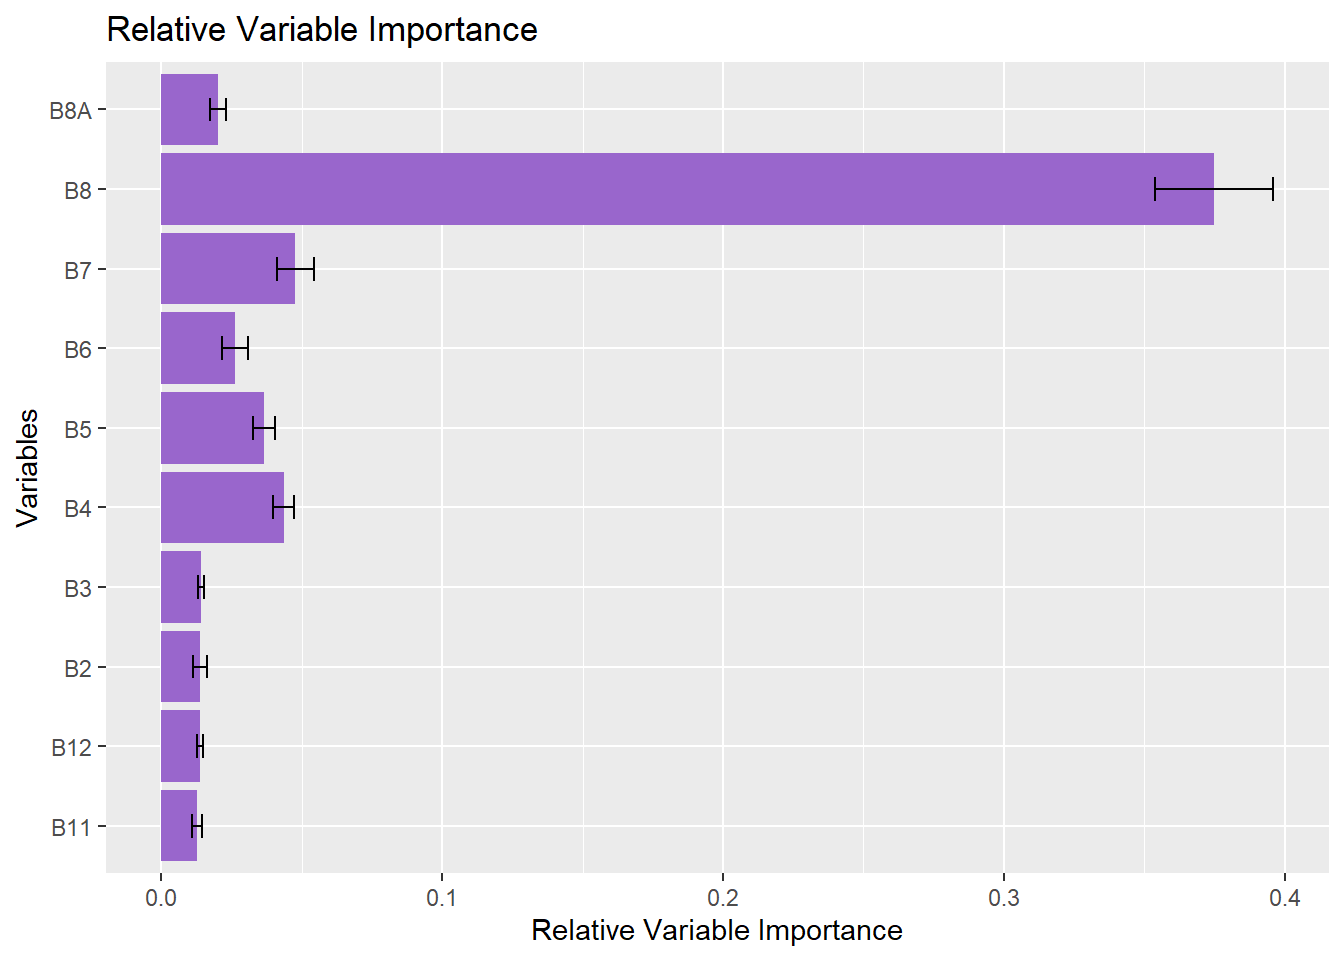 Relative Variable Importance
B8A
B8
B7
B6
B5
B4
B3
B2
B12
B11
Variables
0.0 0.1 0.2 0.3 0.4
Relative Variable Importance